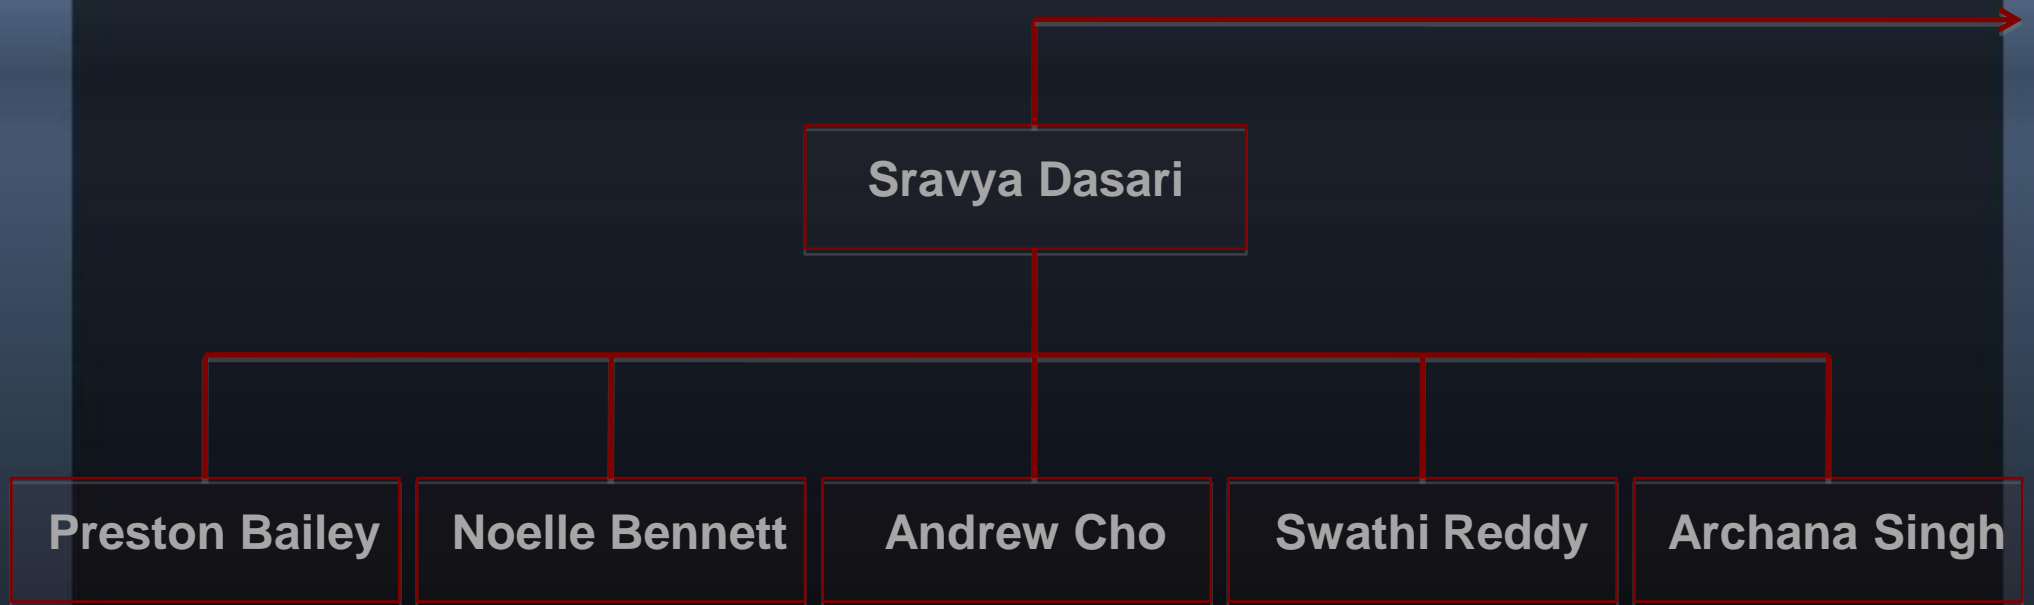 Sravya Dasari
Preston Bailey
Noelle Bennett
Andrew Cho
Swathi Reddy
Archana Singh